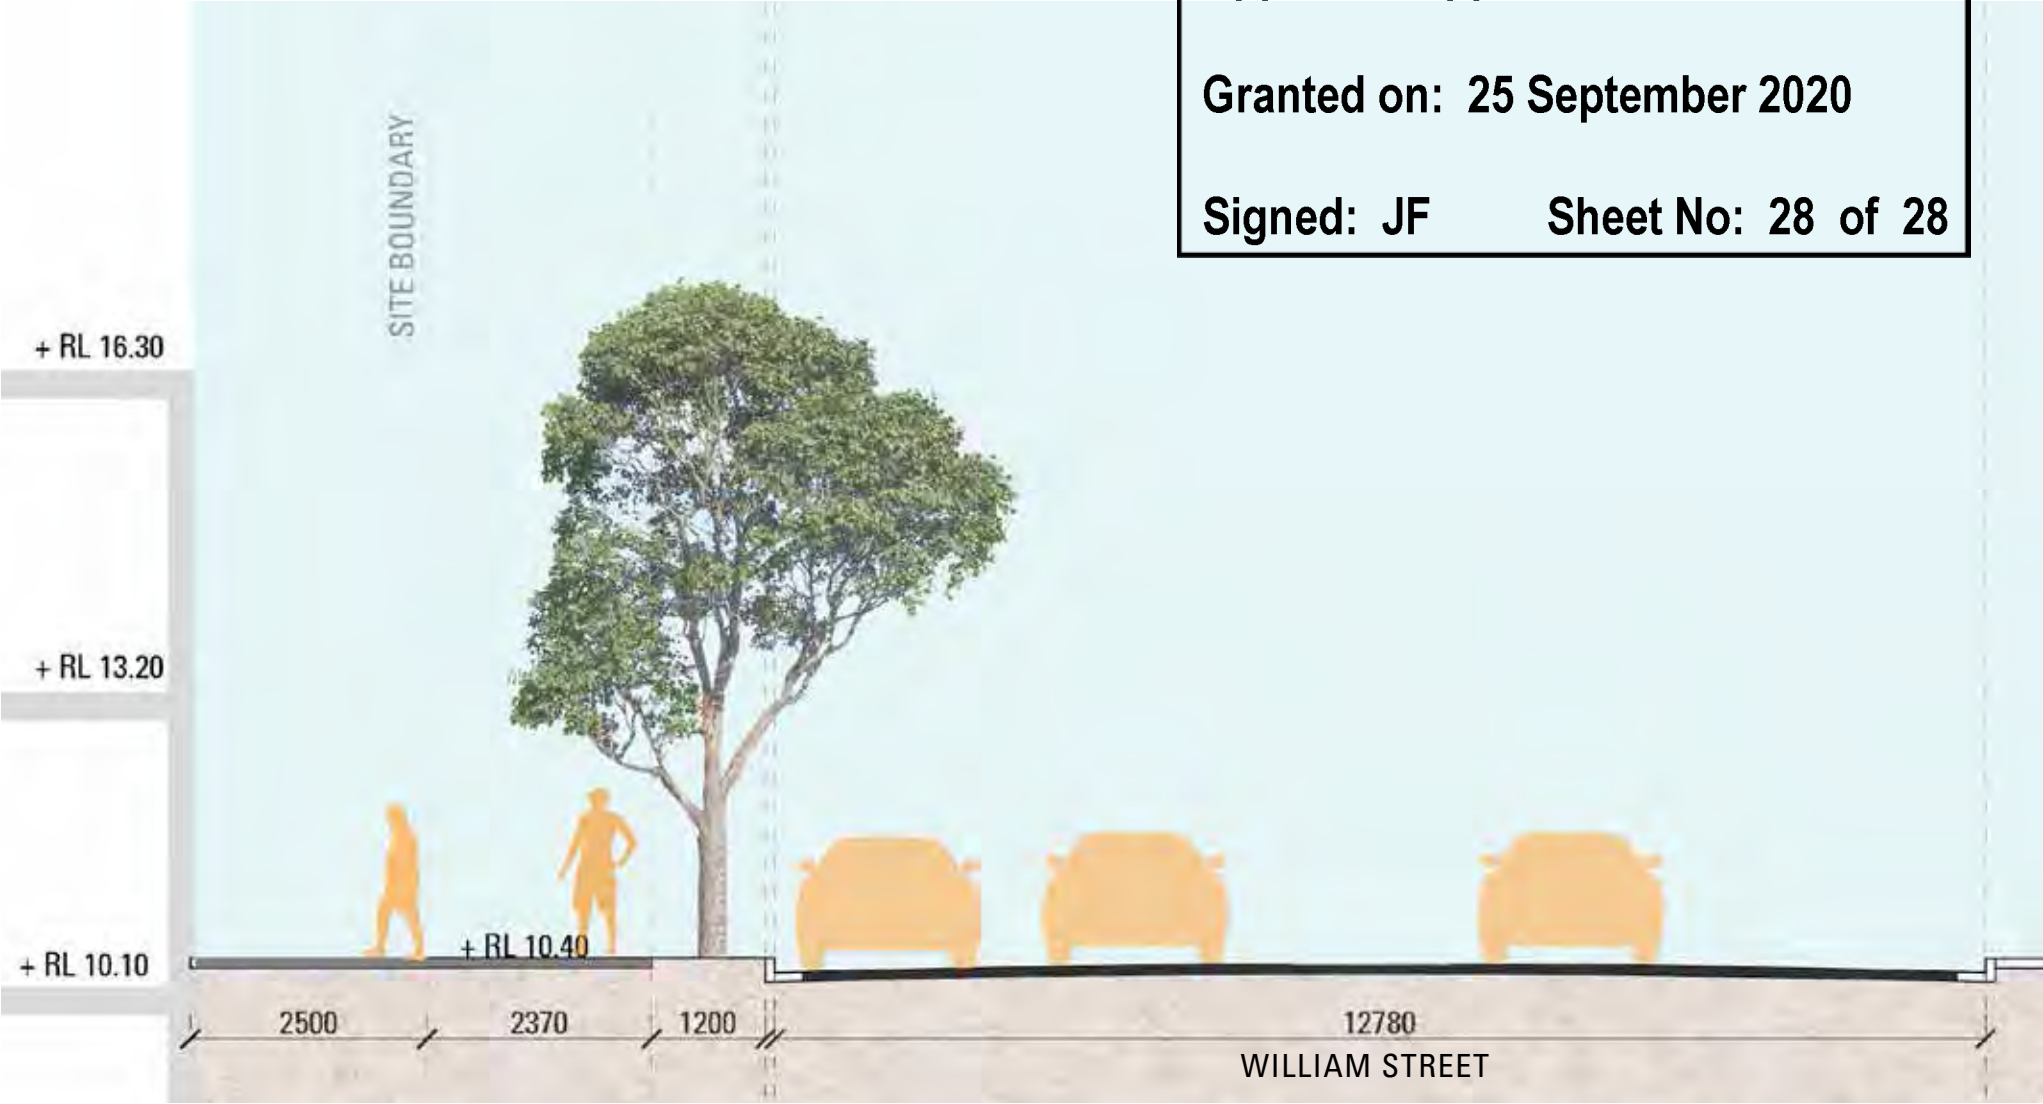 Granted on: 25 September 2020
Signed: JF Sheet No: 28 of 28
SITE BOUNDARY
+ RL 16.30
+ RL 13.20
+ RL 10.40
+ RL 10.10
2500 2370 1200 12780
WILLIAM STREET